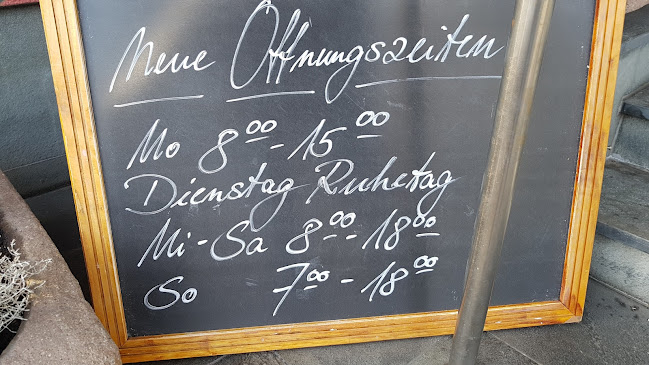 Neue Öffnungszeiten
Mo 8⁰⁰ - 15⁰⁰
Dienstag Ruhetag
Mi - Sa 8⁰⁰ - 18⁰⁰
So 7⁰⁰ - 18⁰⁰